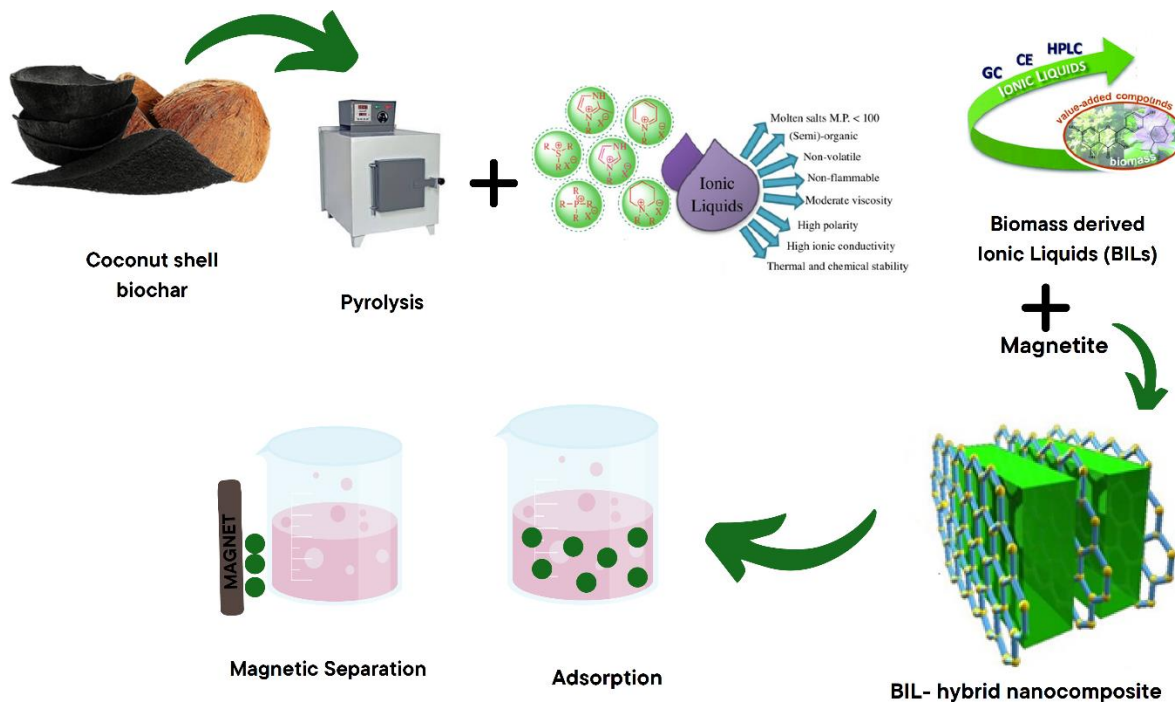 Coconut shell
biochar
Pyrolysis
+
Ionic
Liquids
Molten salts M.P. < 100
(Semi)-organic
Non-volatile
Non-flammable
Moderate viscosity
High polarity
High ionic conductivity
Thermal and chemical stability
GC CE HPLC
IONIC LIQUIDS
value-added compounds
biomass
Biomass derived
Ionic Liquids (BILs)
+
Magnetite
MAGNET
Magnetic Separation
Adsorption
BIL- hybrid nanocomposite